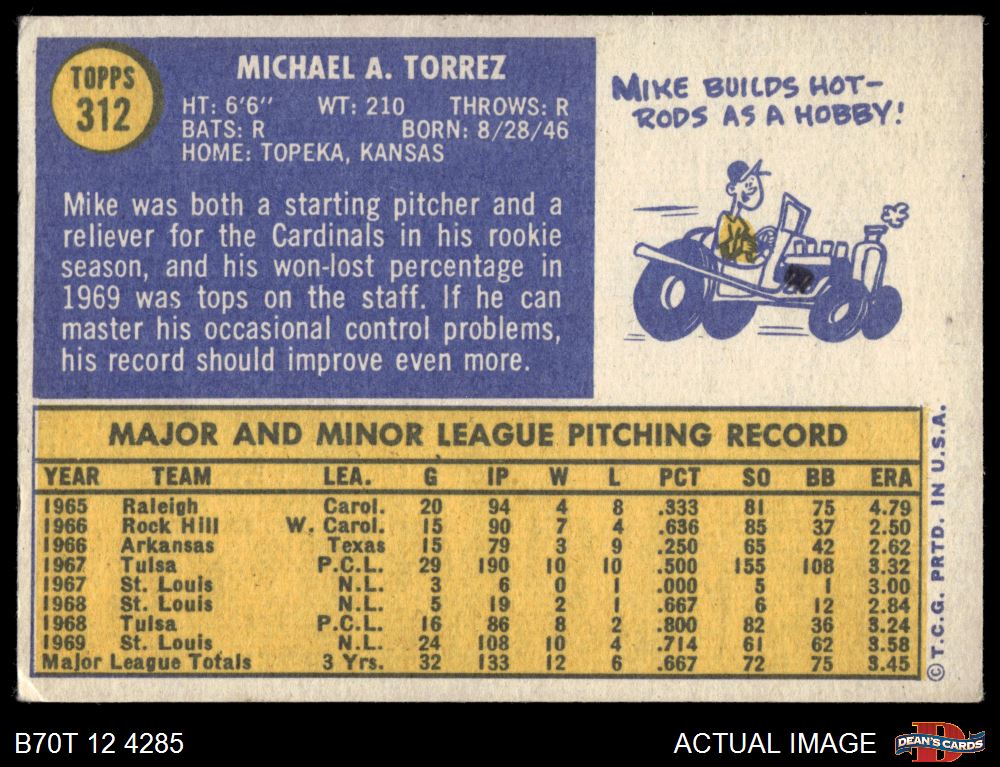 TOPPS
312
MICHAEL A. TORREZ
HT: 6'6" WT: 210 THROWS: R
BATS: R BORN: 8/28/46
HOME: TOPEKA, KANSAS
Mike was both a starting pitcher and a
reliever for the Cardinals in his rookie
season, and his won-lost percentage in
1969 was tops on the staff. If he can
master his occasional control problems,
his record should improve even more.
MIKE BUILDS HOT-
RODS AS A HOBBY!
MAJOR AND MINOR LEAGUE PITCHING RECORD
YEAR TEAM LEA. G IP W L PCT SO BB ERA
1965 Raleigh Carol. 20 94 4 8 .333 81 75 4.79
1966 Rock Hill W. Carol. 15 90 7 4 .636 85 37 2.50
1966 Arkansas Texas 15 79 3 9 .250 65 42 2.62
1967 Tulsa P.C.L. 29 190 10 10 .500 155 108 3.32
1967 St. Louis N.L. 3 6 0 1 .000 5 1 3.00
1968 St. Louis N.L. 5 19 2 1 .667 6 12 2.84
1968 Tulsa P.C.L. 16 86 8 2 .800 82 36 3.24
1969 St. Louis N.L. 24 108 10 4 .714 61 62 3.58
Major League Totals 3 Yrs. 32 133 12 6 .667 72 75 3.45
© T.C.G. PRTD. IN U.S.A.
B70T 12 4285
ACTUAL IMAGE
DEAN'S CARDS